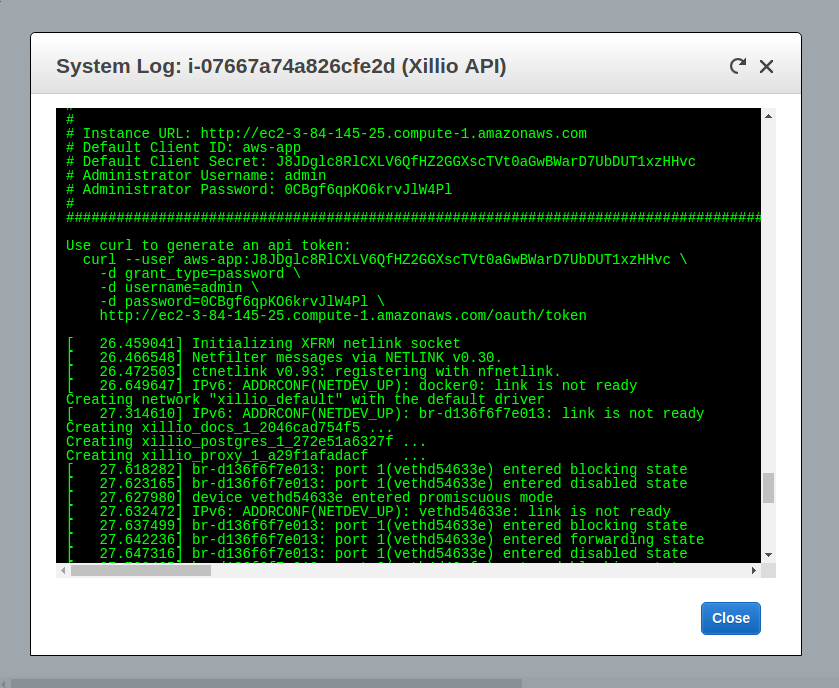 System Log: i-07667a74a826cfe2d (Xillio API)
#
#
# Instance URL: http://ec2-3-84-145-25.compute-1.amazonaws.com
# Default Client ID: aws-app
# Default Client Secret: J8JDglc8RlCXLV6QfHZ2GGXscTVt0aGwBWarD7UbDUT1xzHHvc
# Administrator Username: admin
# Administrator Password: 0CBgf6qpKO6krvJlW4Pl
#
###################################################################################
Use curl to generate an api token:
curl --user aws-app:J8JDglc8RlCXLV6QfHZ2GGXscTVt0aGwBWarD7UbDUT1xzHHvc \
-d grant_type=password \
-d username=admin \
-d password=0CBgf6qpKO6krvJlW4Pl \
http://ec2-3-84-145-25.compute-1.amazonaws.com/oauth/token
[   26.459041] Initializing XFRM netlink socket
[   26.466548] Netfilter messages via NETLINK v0.30.
[   26.472503] ctnetlink v0.93: registering with nfnetlink.
[   26.649647] IPv6: ADDRCONF(NETDEV_UP): docker0: link is not ready
Creating network "xillio_default" with the default driver
[   27.314610] IPv6: ADDRCONF(NETDEV_UP): br-d136f6f7e013: link is not ready
Creating xillio_docs_1_2046cad754f5 ...
Creating xillio_postgres_1_272e51a6327f ...
Creating xillio_proxy_1_a29f1afadacf    ...
[   27.618282] br-d136f6f7e013: port 1(vethd54633e) entered blocking state
[   27.623165] br-d136f6f7e013: port 1(vethd54633e) entered disabled state
[   27.627980] device vethd54633e entered promiscuous mode
[   27.632472] IPv6: ADDRCONF(NETDEV_UP): vethd54633e: link is not ready
[   27.637499] br-d136f6f7e013: port 1(vethd54633e) entered blocking state
[   27.642236] br-d136f6f7e013: port 1(vethd54633e) entered forwarding state
[   27.647316] br-d136f6f7e013: port 1(vethd54633e) entered disabled state
Close